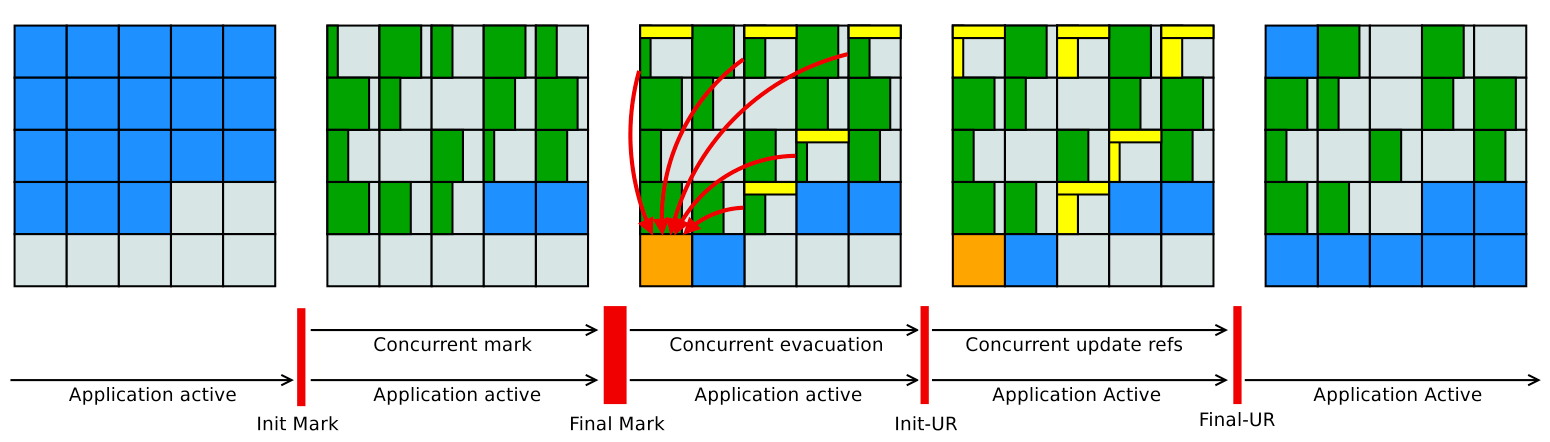 Concurrent mark
Concurrent evacuation
Concurrent update refs
Application active
Application active
Application active
Application Active
Application Active
Init Mark
Final Mark
Init-UR
Final-UR